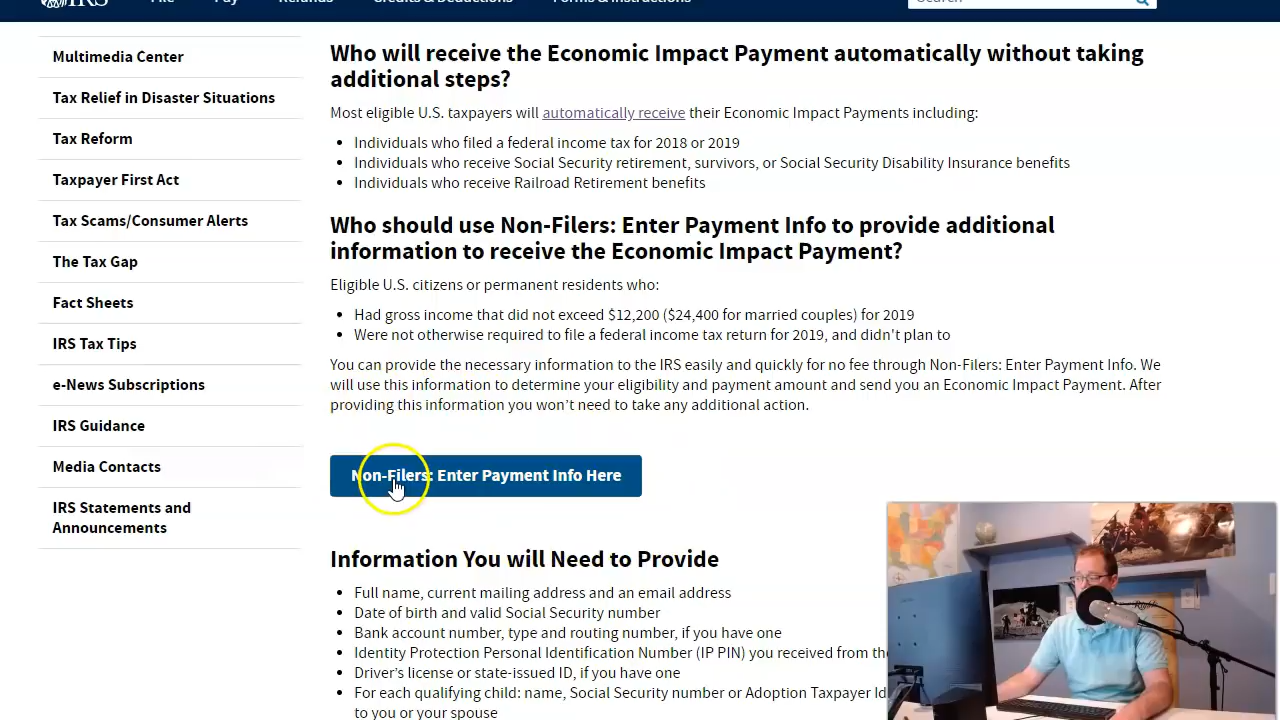 IRS
File
Pay
Refunds
Credits & Deductions
Forms & Instructions
Search
Multimedia Center
Tax Relief in Disaster Situations
Tax Reform
Taxpayer First Act
Tax Scams/Consumer Alerts
The Tax Gap
Fact Sheets
IRS Tax Tips
e-News Subscriptions
IRS Guidance
Media Contacts
IRS Statements and
Announcements
Who will receive the Economic Impact Payment automatically without taking
additional steps?
Most eligible U.S. taxpayers will automatically receive their Economic Impact Payments including:
• Individuals who filed a federal income tax for 2018 or 2019
• Individuals who receive Social Security retirement, survivors, or Social Security Disability Insurance benefits
• Individuals who receive Railroad Retirement benefits
Who should use Non-Filers: Enter Payment Info to provide additional
information to receive the Economic Impact Payment?
Eligible U.S. citizens or permanent residents who:
• Had gross income that did not exceed $12,200 ($24,400 for married couples) for 2019
• Were not otherwise required to file a federal income tax return for 2019, and didn't plan to
You can provide the necessary information to the IRS easily and quickly for no fee through Non-Filers: Enter Payment Info. We
will use this information to determine your eligibility and payment amount and send you an Economic Impact Payment. After
providing this information you won't need to take any additional action.
Non-Filers: Enter Payment Info Here
Information You will Need to Provide
• Full name, current mailing address and an email address
• Date of birth and valid Social Security number
• Bank account number, type and routing number, if you have one
• Identity Protection Personal Identification Number (IP PIN) you received from the
• Driver's license or state-issued ID, if you have one
• For each qualifying child: name, Social Security number or Adoption Taxpayer Id
to you or your spouse